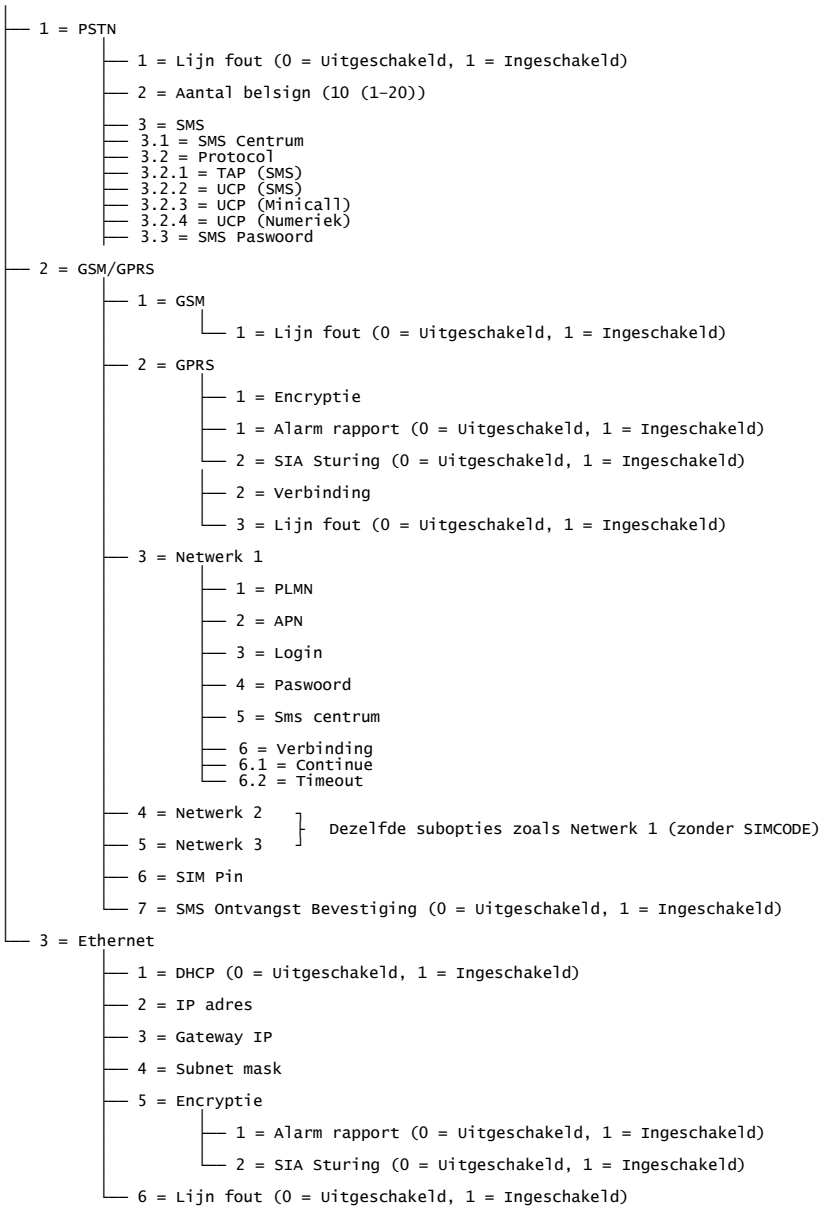 1 = PSTN
1 = Lijn fout (0 = Uitgeschakeld, 1 = Ingeschakeld)
2 = Aantal belsign (10 (1–20))
3 = SMS
3.1 = SMS Centrum
3.2 = Protocol
3.2.1 = TAP (SMS)
3.2.2 = UCP (SMS)
3.2.3 = UCP (Minicall)
3.2.4 = UCP (Numeriek)
3.3 = SMS Paswoord
2 = GSM/GPRS
1 = GSM
1 = Lijn fout (0 = Uitgeschakeld, 1 = Ingeschakeld)
2 = GPRS
1 = Encryptie
1 = Alarm rapport (0 = Uitgeschakeld, 1 = Ingeschakeld)
2 = SIA Sturing (0 = Uitgeschakeld, 1 = Ingeschakeld)
2 = Verbinding
3 = Lijn fout (0 = Uitgeschakeld, 1 = Ingeschakeld)
3 = Netwerk 1
1 = PLMN
2 = APN
3 = Login
4 = Paswoord
5 = Sms centrum
6 = Verbinding
6.1 = Continue
6.2 = Timeout
4 = Netwerk 2
Dezelfde subopties zoals Netwerk 1 (zonder SIMCODE)
5 = Netwerk 3
6 = SIM Pin
7 = SMS Ontvangst Bevestiging (0 = Uitgeschakeld, 1 = Ingeschakeld)
3 = Ethernet
1 = DHCP (0 = Uitgeschakeld, 1 = Ingeschakeld)
2 = IP adres
3 = Gateway IP
4 = Subnet mask
5 = Encryptie
1 = Alarm rapport (0 = Uitgeschakeld, 1 = Ingeschakeld)
2 = SIA Sturing (0 = Uitgeschakeld, 1 = Ingeschakeld)
6 = Lijn fout (0 = Uitgeschakeld, 1 = Ingeschakeld)